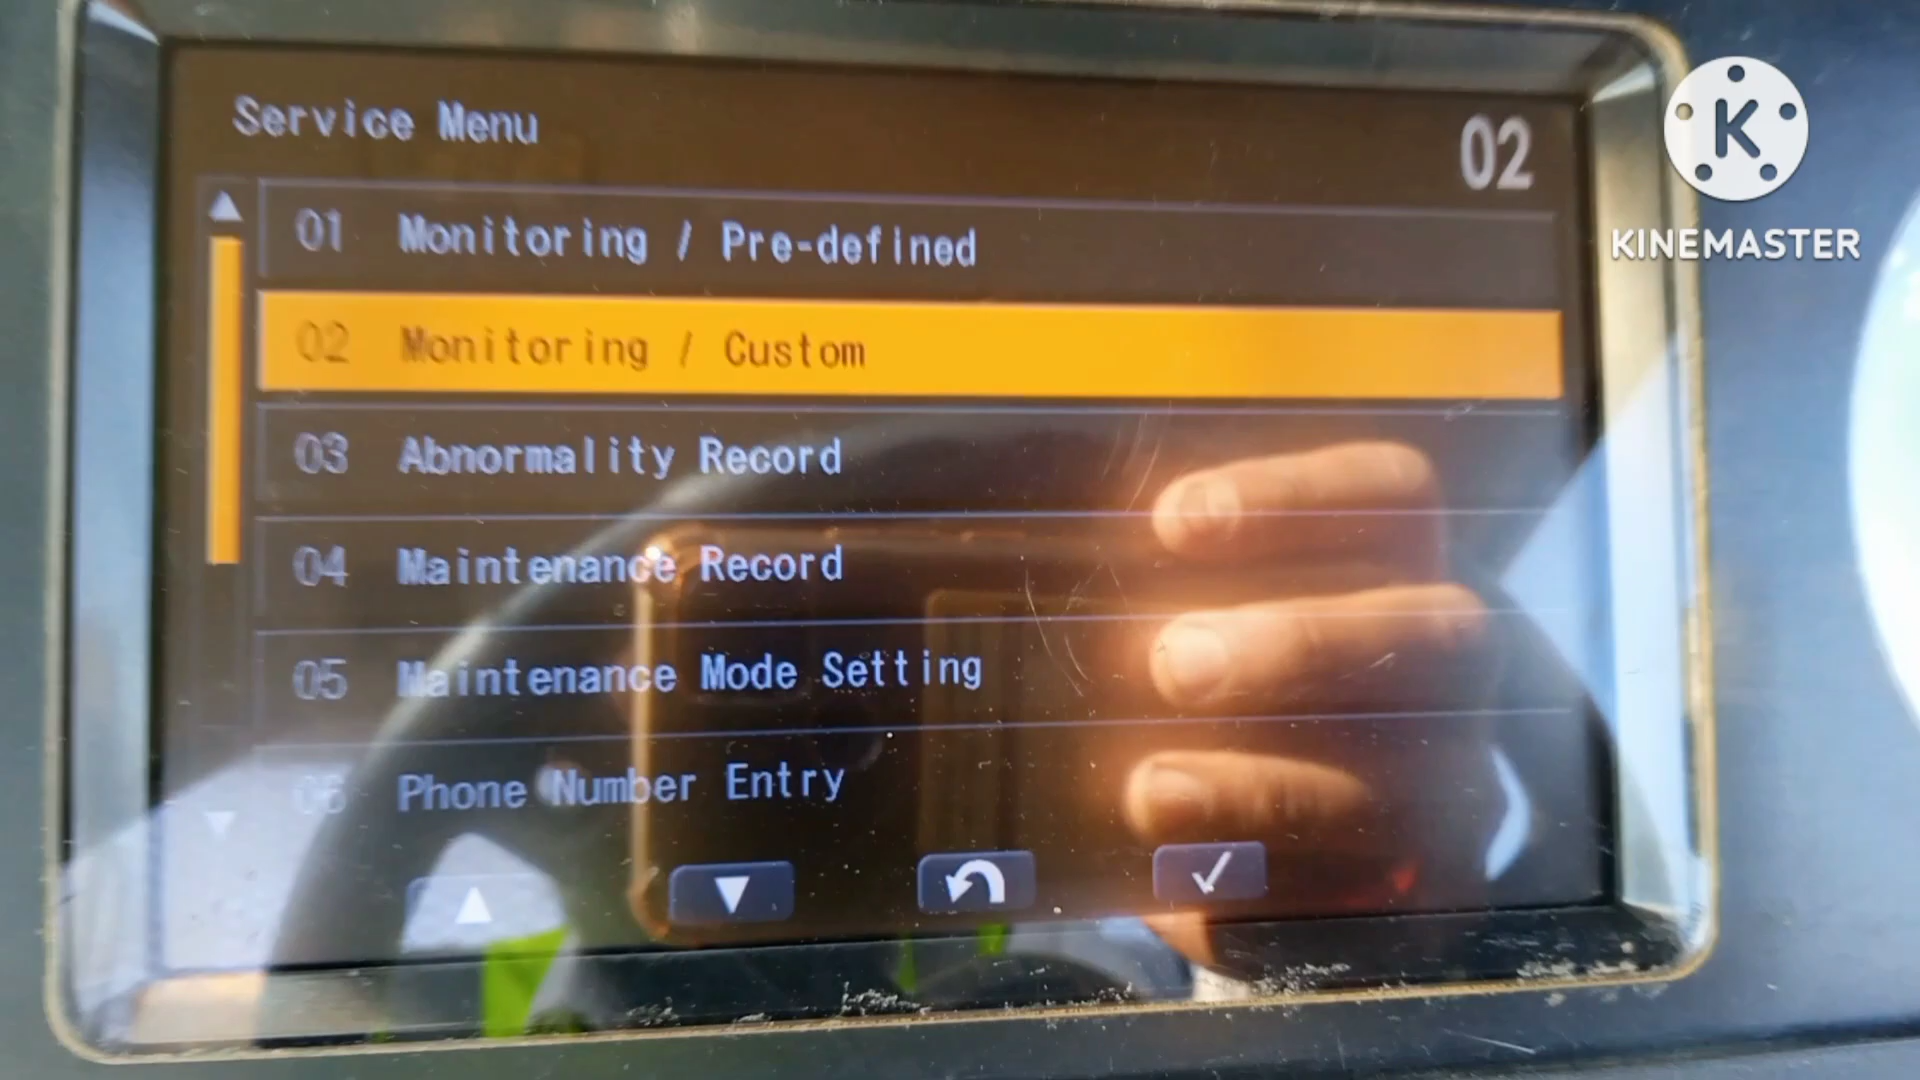 Service Menu
02
01 Monitoring / Pre-defined
02 Monitoring / Custom
03 Abnormality Record
04 Maintenance Record
05 Maintenance Mode Setting
06 Phone Number Entry
K
KINEMASTER